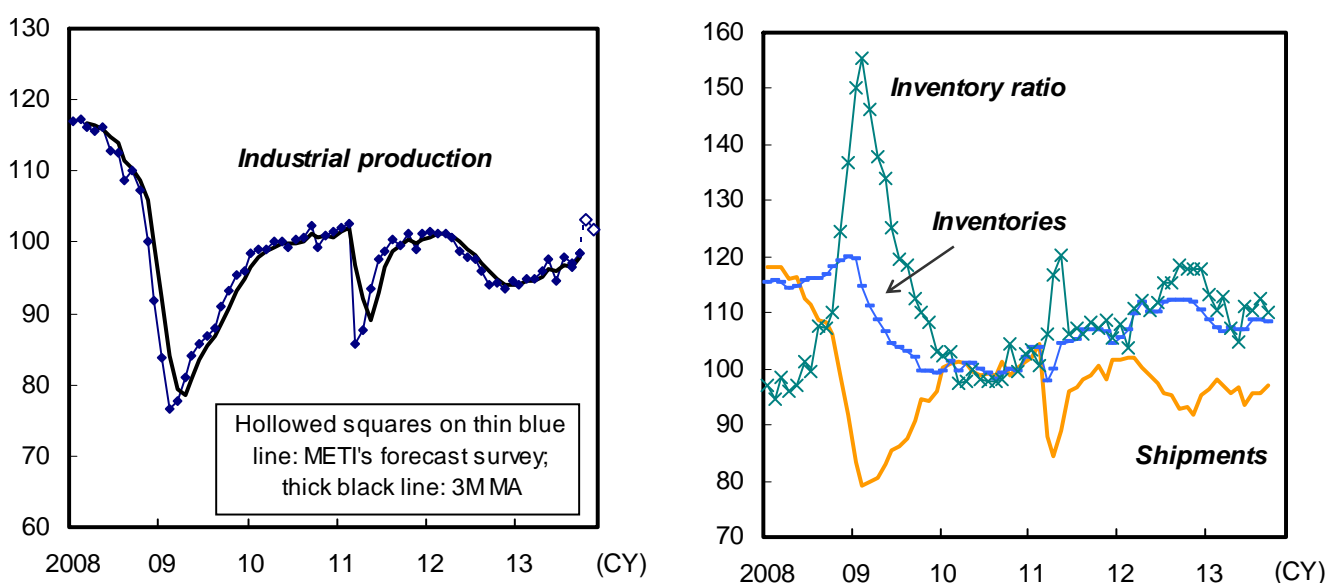 130
120
110
100
90
80
70
60
Industrial production
Hollowed squares on thin blue
line: METI's forecast survey;
thick black line: 3M MA
2008 09 10 11 12 13 (CY)
160
150
140
130
120
110
100
90
80
70
Inventory ratio
Inventories
Shipments
2008 09 10 11 12 13 (CY)